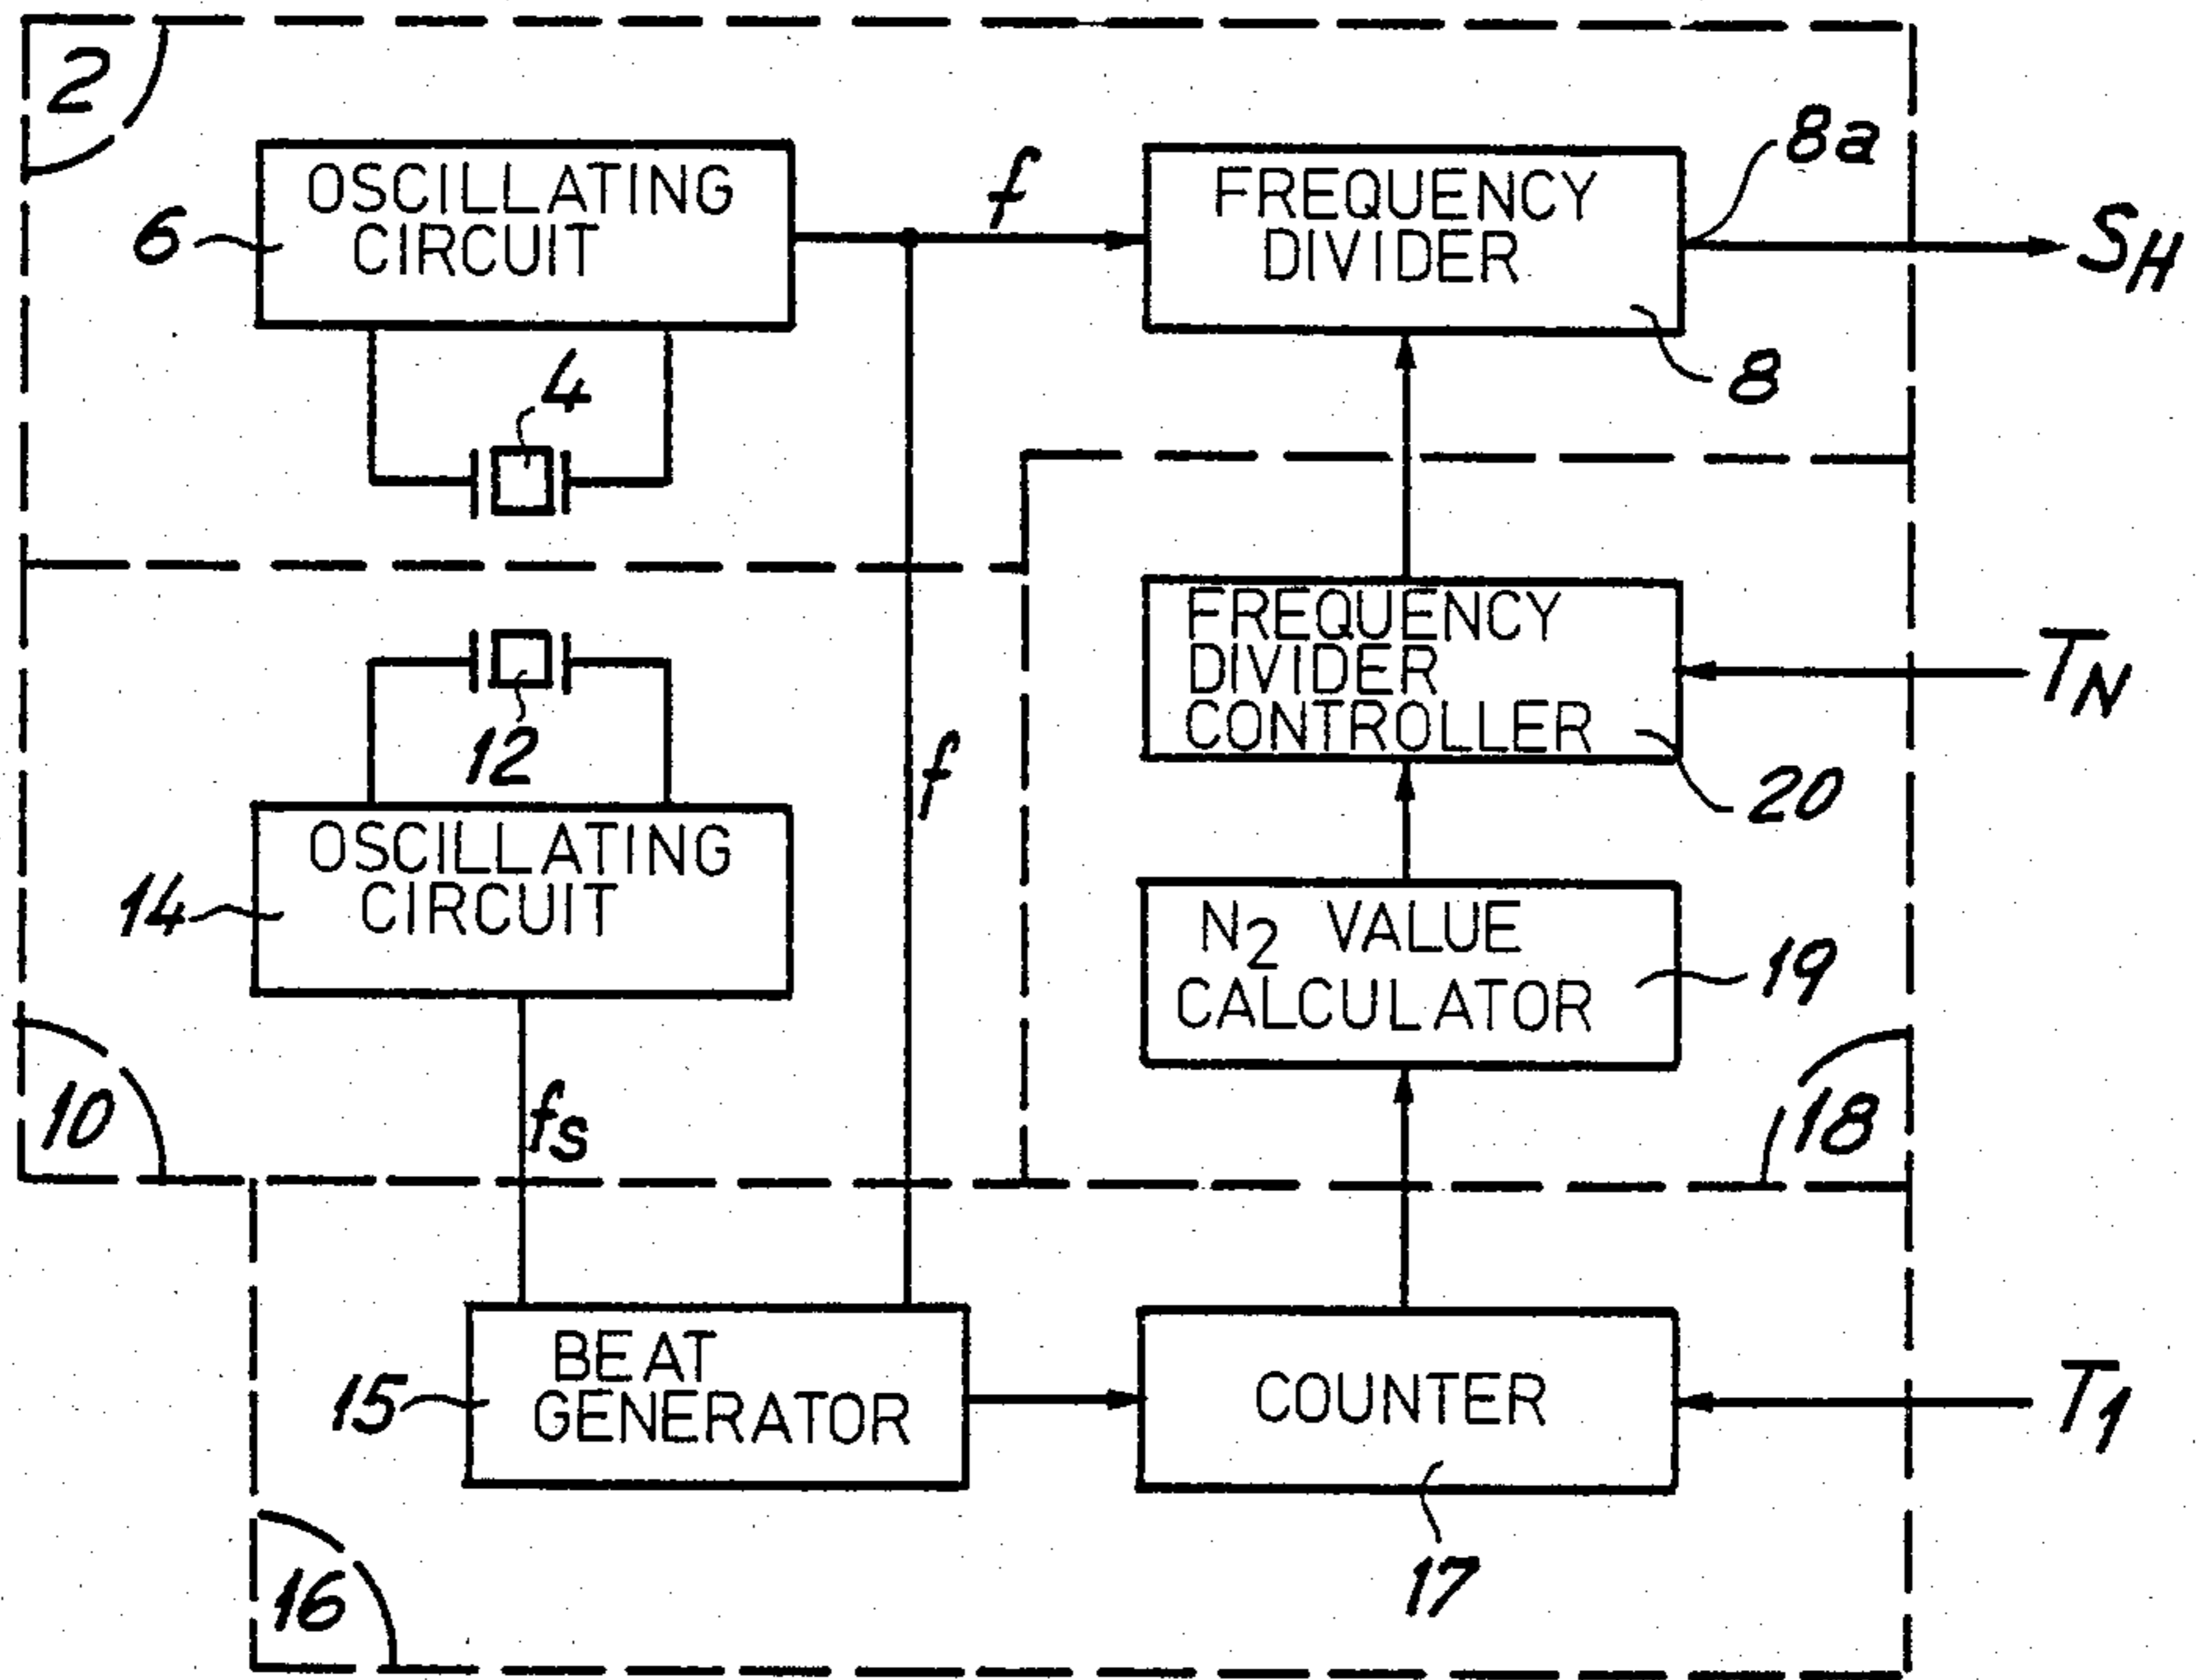 2
OSCILLATING
CIRCUIT
6
4
f
FREQUENCY
DIVIDER
8a
SH
8
12
OSCILLATING
CIRCUIT
14
10
fs
f
FREQUENCY
DIVIDER
CONTROLLER
TN
20
N2 VALUE
CALCULATOR
19
18
BEAT
GENERATOR
15
COUNTER
T1
17
16